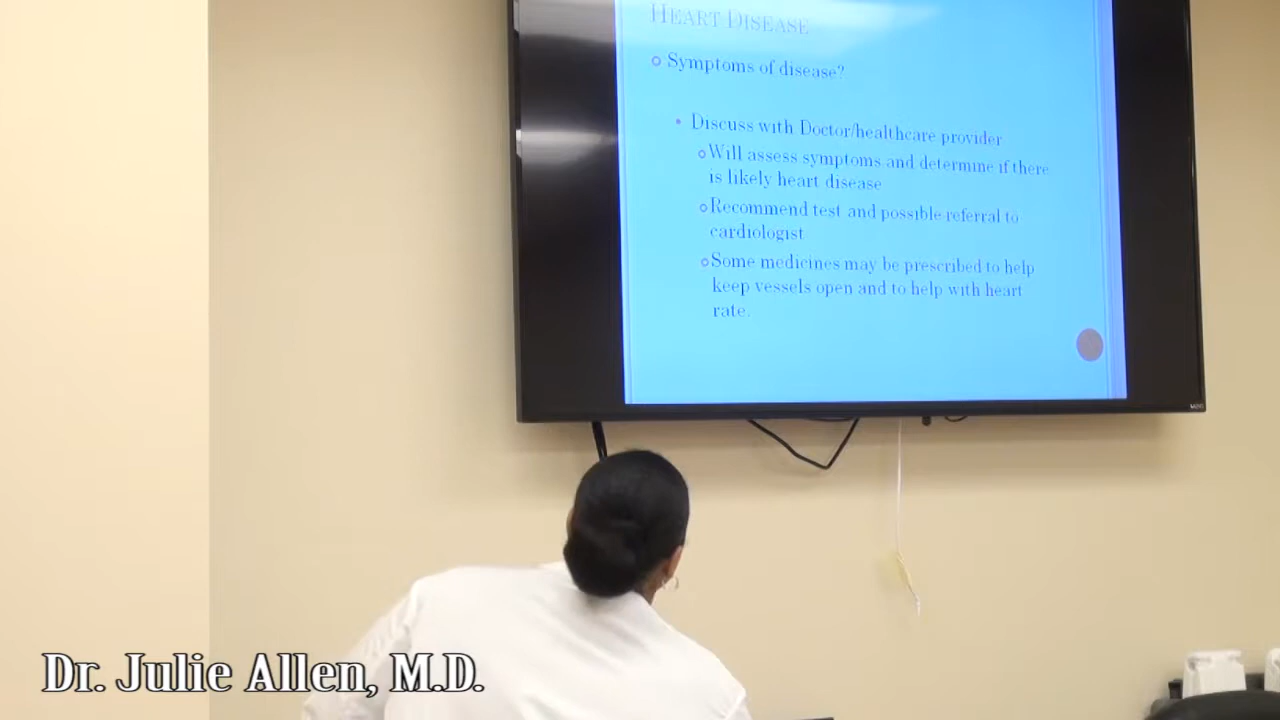 HEART DISEASE
Symptoms of disease?
Discuss with Doctor/healthcare provider
Will assess symptoms and determine if there
is likely heart disease
Recommend test and possible referral to
cardiologist
Some medicines may be prescribed to help
keep vessels open and to help with heart
rate.
Dr. Julie Allen, M.D.